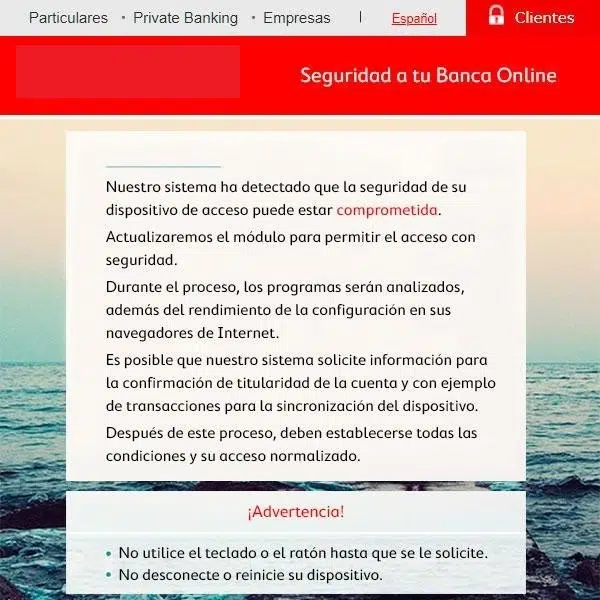 Particulares • Private Banking • Empresas | Español Clientes
Seguridad a tu Banca Online
Nuestro sistema ha detectado que la seguridad de su
dispositivo de acceso puede estar comprometida.
Actualizaremos el módulo para permitir el acceso con
seguridad.
Durante el proceso, los programas serán analizados,
además del rendimiento de la configuración en sus
navegadores de Internet.
Es posible que nuestro sistema solicite información para
la confirmación de titularidad de la cuenta y con ejemplo
de transacciones para la sincronización del dispositivo.
Después de este proceso, deben establecerse todas las
condiciones y su acceso normalizado.
¡Advertencia!
• No utilice el teclado o el ratón hasta que se le solicite.
• No desconecte o reinicie su dispositivo.